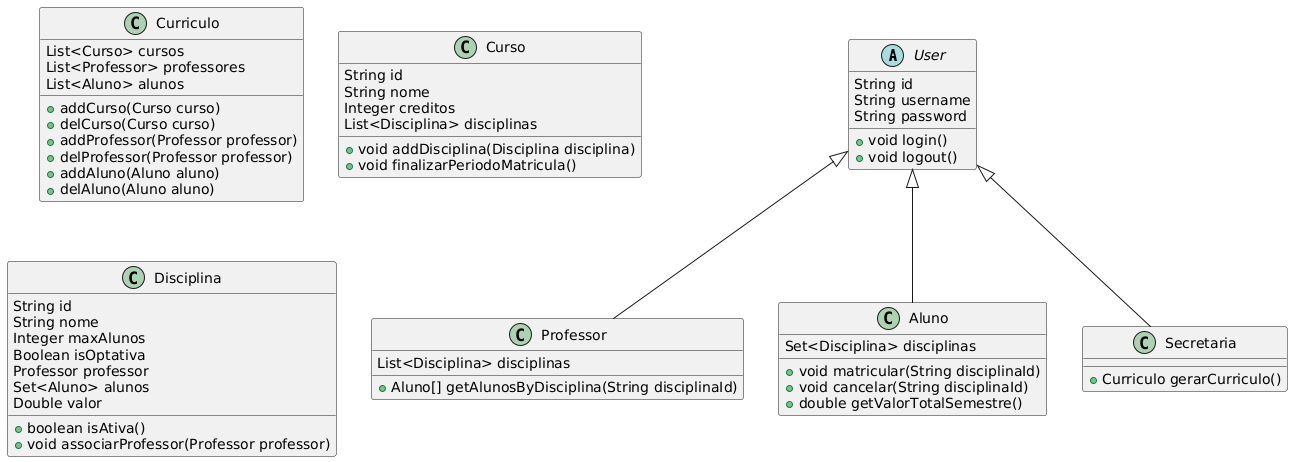 C Curriculo
List<Curso> cursos
List<Professor> professores
List<Aluno> alunos
addCurso(Curso curso)
delCurso(Curso curso)
addProfessor(Professor professor)
delProfessor(Professor professor)
addAluno(Aluno aluno)
delAluno(Aluno aluno)
C Curso
String id
String nome
Integer creditos
List<Disciplina> disciplinas
void addDisciplina(Disciplina disciplina)
void finalizarPeriodoMatricula()
A User
String id
String username
String password
void login()
void logout()
C Disciplina
String id
String nome
Integer maxAlunos
Boolean isOptativa
Professor professor
Set<Aluno> alunos
Double valor
boolean isAtiva()
void associarProfessor(Professor professor)
C Professor
List<Disciplina> disciplinas
Aluno[] getAlunosByDisciplina(String disciplinaId)
C Aluno
Set<Disciplina> disciplinas
void matricular(String disciplinaId)
void cancelar(String disciplinaId)
double getValorTotalSemestre()
C Secretaria
Curriculo gerarCurriculo()